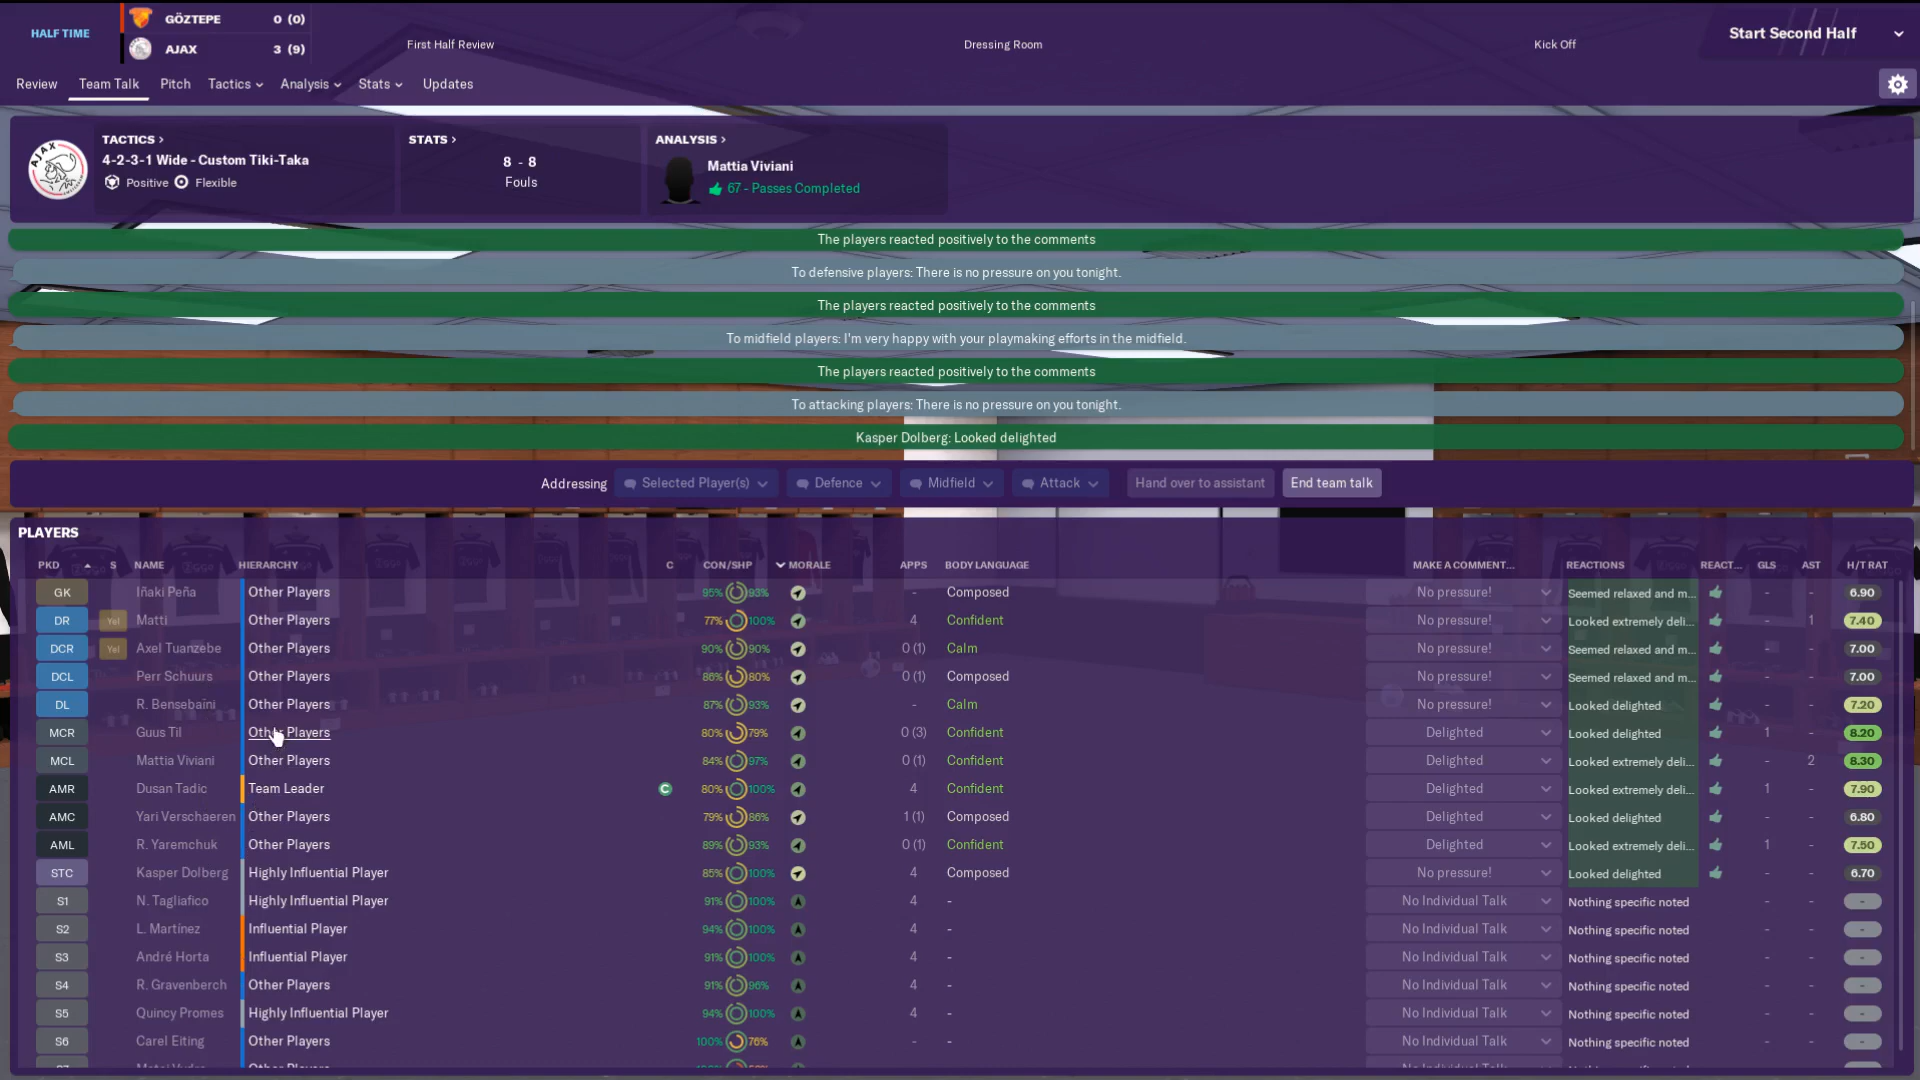 HALF TIME
GÖZTEPE 0 (0)
AJAX 3 (9)
First Half Review Dressing Room Kick Off
Start Second Half
Review Team Talk Pitch Tactics Analysis Stats Updates
TACTICS > STATS > ANALYSIS >
4-2-3-1 Wide - Custom Tiki-Taka
Positive Flexible
8 - 8
Fouls
Mattia Viviani
67 - Passes Completed
The players reacted positively to the comments
To defensive players: There is no pressure on you tonight.
The players reacted positively to the comments
To midfield players: I'm very happy with your playmaking efforts in the midfield.
The players reacted positively to the comments
To attacking players: There is no pressure on you tonight.
Kasper Dolberg: Looked delighted
Addressing Selected Player(s) Defence Midfield Attack Hand over to assistant End team talk
PLAYERS
PKD S NAME HIERARCHY C CON/SHP MORALE APPS BODY LANGUAGE MAKE A COMMENT... REACTIONS REACT... GLS AST H/T RAT
GK Iñaki Peña Other Players 95% 93% - Composed No pressure! Seemed relaxed and m... - - 6.90
DR Yel Matti Other Players 77% 100% 4 Confident No pressure! Looked extremely deli... - 1 7.40
DCR Yel Axel Tuanzebe Other Players 90% 90% 0 (1) Calm No pressure! Seemed relaxed and m... - - 7.00
DCL Perr Schuurs Other Players 86% 80% 0 (1) Composed No pressure! Seemed relaxed and m... - - 7.00
DL R. Bensebaini Other Players 87% 93% - Calm No pressure! Looked delighted - - 7.20
MCR Guus Til Other Players 80% 79% 0 (3) Confident Delighted Looked delighted 1 - 8.20
MCL Mattia Viviani Other Players 84% 97% 0 (1) Confident Delighted Looked extremely deli... - 2 8.30
AMR Dusan Tadic Team Leader C 80% 100% 4 Confident Delighted Looked extremely deli... 1 - 7.90
AMC Yari Verschaeren Other Players 79% 86% 1 (1) Composed Delighted Looked delighted - - 6.80
AML R. Yaremchuk Other Players 89% 93% 0 (1) Confident Delighted Looked extremely deli... 1 - 7.50
STC Kasper Dolberg Highly Influential Player 85% 100% 4 Composed No pressure! Looked delighted - - 6.70
S1 N. Tagliafico Highly Influential Player 91% 100% 4 - No Individual Talk Nothing specific noted - - -
S2 L. Martínez Influential Player 94% 100% 4 - No Individual Talk Nothing specific noted - - -
S3 André Horta Influential Player 91% 100% 4 - No Individual Talk Nothing specific noted - - -
S4 R. Gravenberch Other Players 91% 96% 4 - No Individual Talk Nothing specific noted - - -
S5 Quincy Promes Highly Influential Player 94% 100% 4 - No Individual Talk Nothing specific noted - - -
S6 Carel Eiting Other Players 100% 76% - - No Individual Talk Nothing specific noted - - -
Other Players No Individual Talk Nothing specific noted